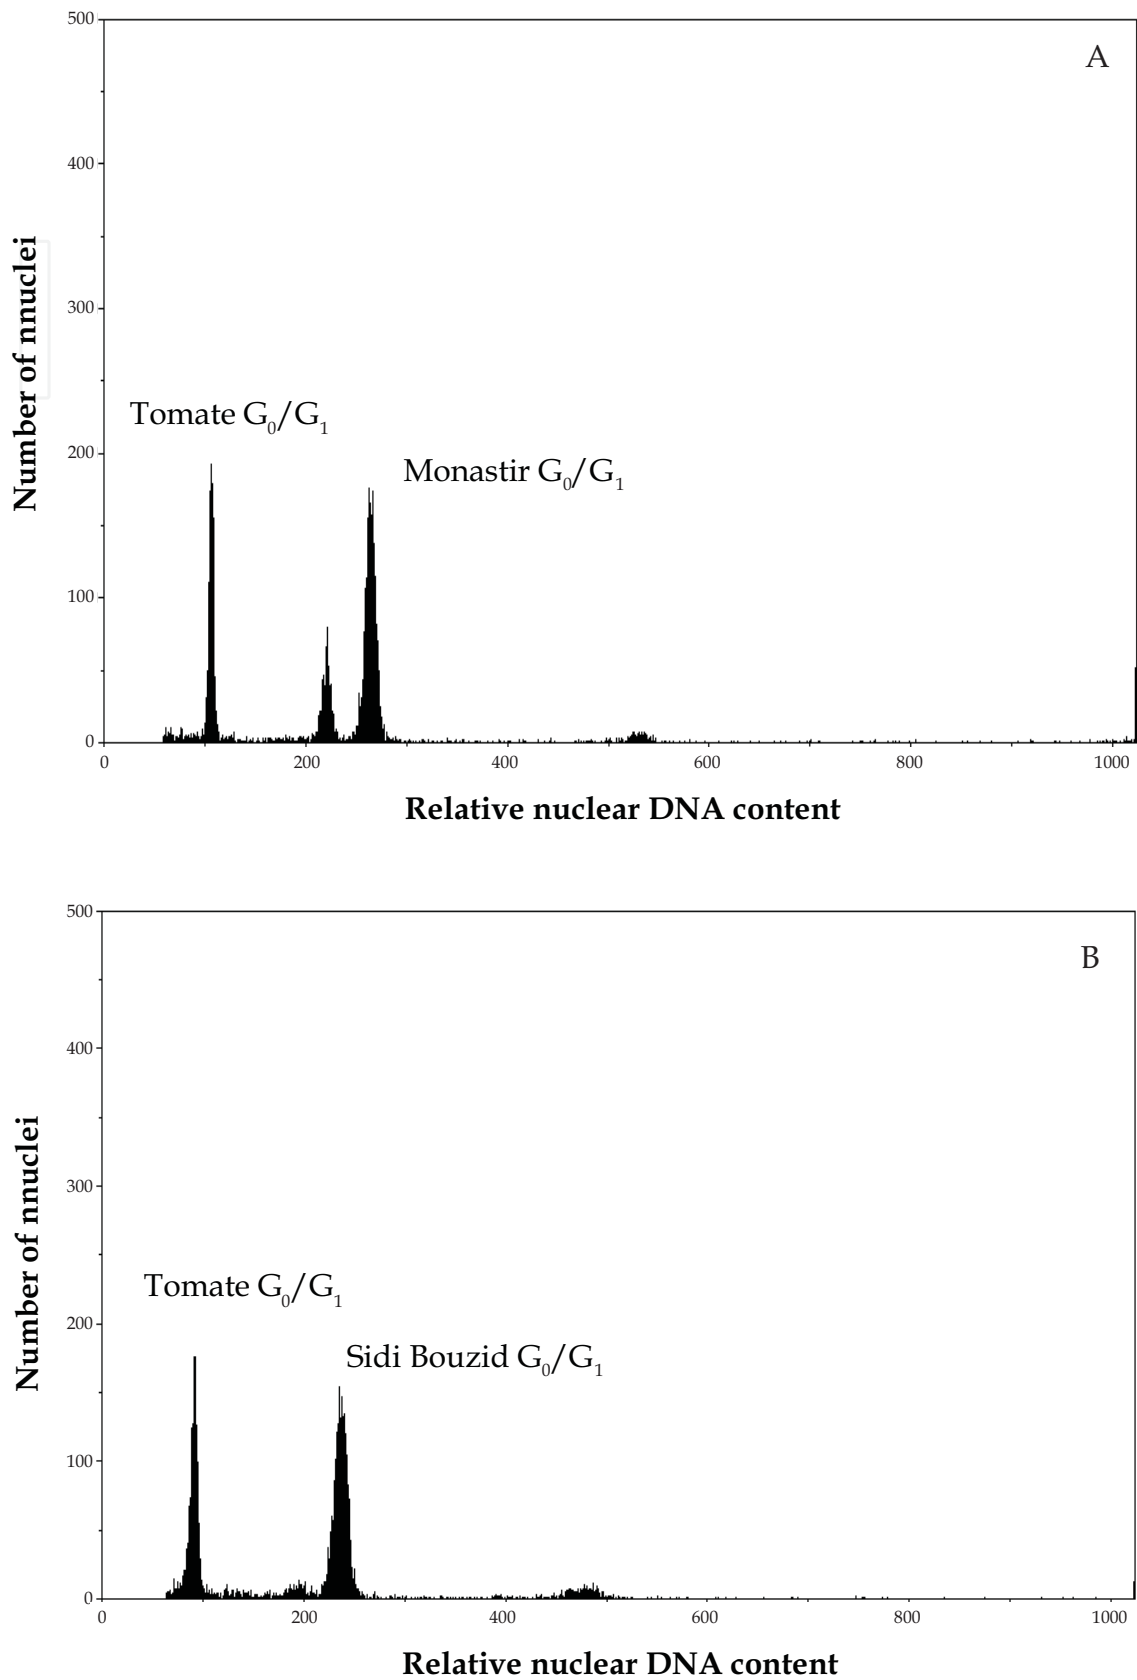 500
A
400
300
200
100
0
Number of nnuclei
Tomate G₀/G₁
Monastir G₀/G₁
0 200 400 600 800 1000
Relative nuclear DNA content
500
B
400
300
200
100
0
Number of nnuclei
Tomate G₀/G₁
Sidi Bouzid G₀/G₁
0 200 400 600 800 1000
Relative nuclear DNA content